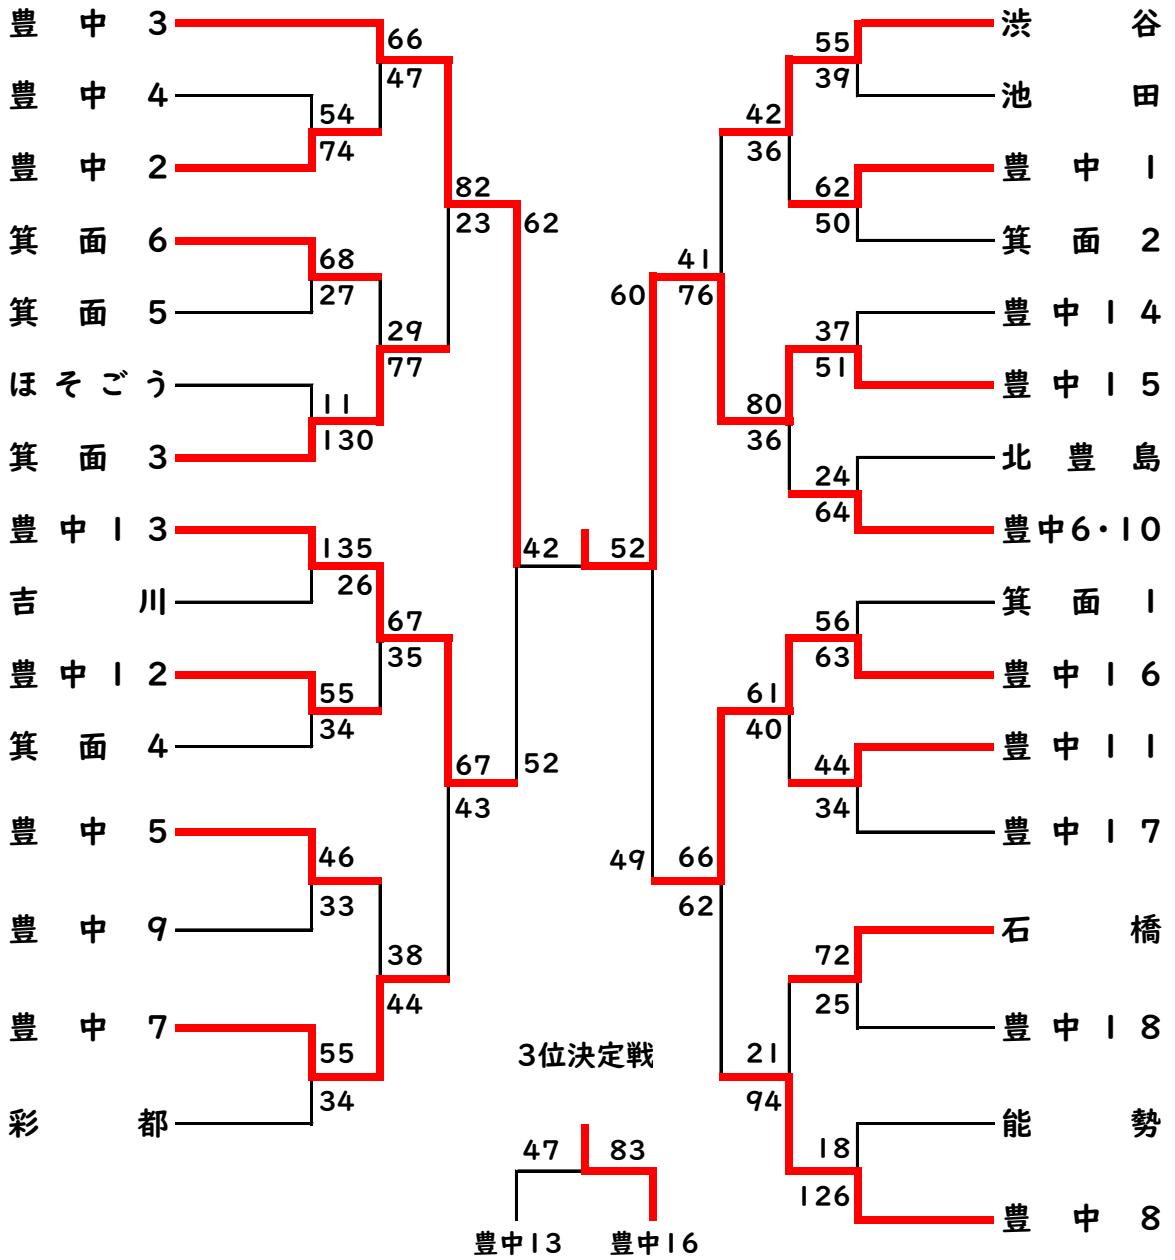 豊中3
66
47
豊中4
54
74
豊中2
82
23
62
箕面6
68
27
箕面5
29
77
ほそごう
11
130
箕面3
豊中13
135
26
吉川
67
35
豊中12
55
34
箕面4
67
43
52
豊中5
46
33
豊中9
38
44
豊中7
55
34
彩都
42
52
渋谷
55
39
池田
42
36
豊中1
62
50
箕面2
41
76
60
豊中14
37
51
豊中15
80
36
北豊島
24
64
豊中6・10
箕面1
56
63
豊中16
61
40
豊中11
44
34
豊中17
49
66
62
石橋
72
25
豊中18
21
94
能勢
18
126
豊中8
3位決定戦
47 83
豊中13 豊中16